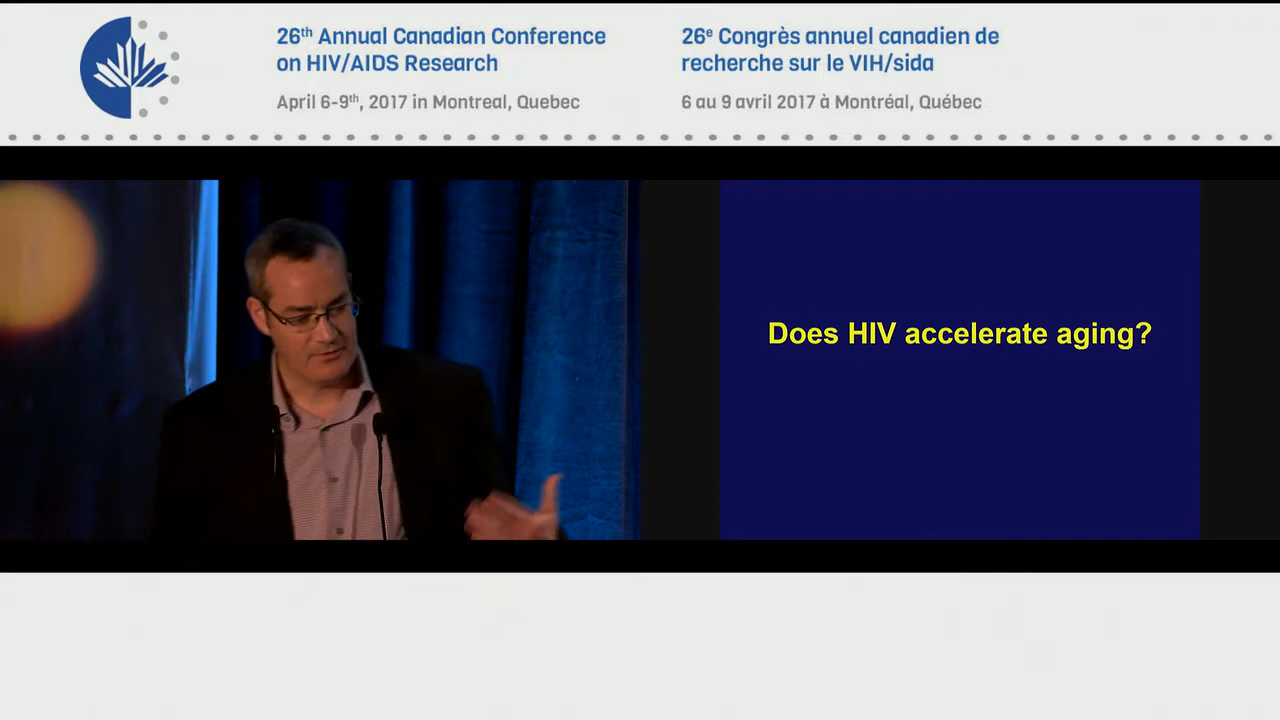 26th Annual Canadian Conference
on HIV/AIDS Research
April 6-9th, 2017 in Montreal, Quebec
26e Congrès annuel canadien de
recherche sur le VIH/sida
6 au 9 avril 2017 à Montréal, Québec
Does HIV accelerate aging?